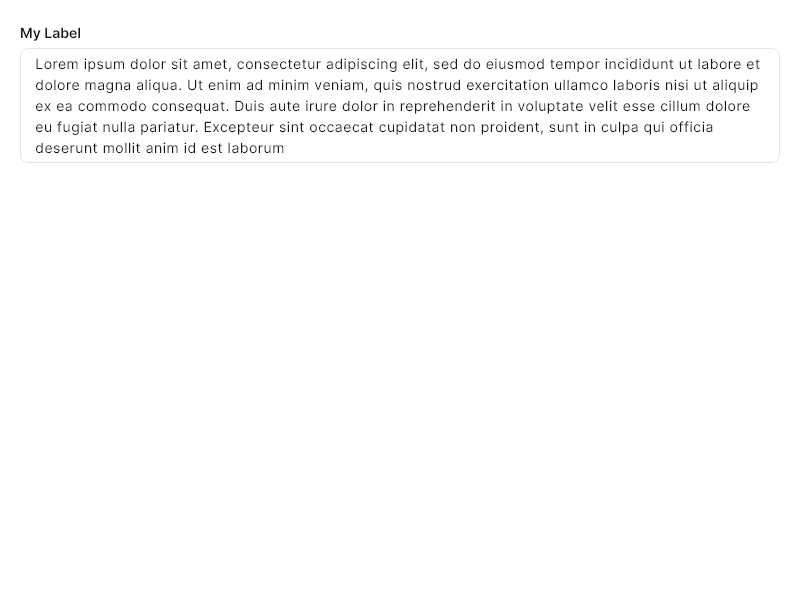 My Label
Lorem ipsum dolor sit amet, consectetur adipiscing elit, sed do eiusmod tempor incididunt ut labore et
dolore magna aliqua. Ut enim ad minim veniam, quis nostrud exercitation ullamco laboris nisi ut aliquip
ex ea commodo consequat. Duis aute irure dolor in reprehenderit in voluptate velit esse cillum dolore
eu fugiat nulla pariatur. Excepteur sint occaecat cupidatat non proident, sunt in culpa qui officia
deserunt mollit anim id est laborum